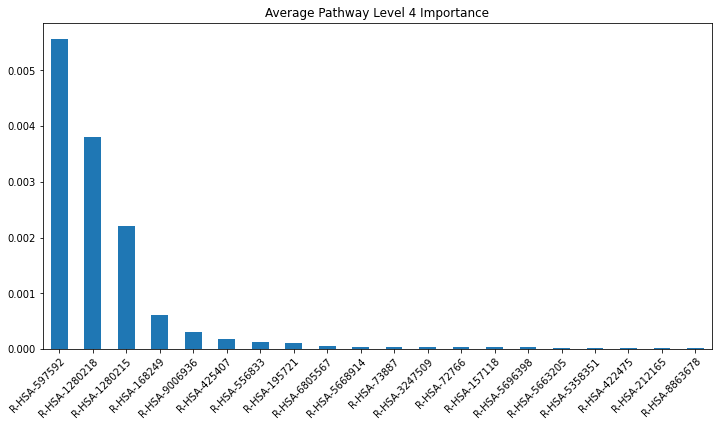 Average Pathway Level 4 Importance
0.005
0.004
0.003
0.002
0.001
0.000
R-HSA-597592
R-HSA-1280218
R-HSA-1280215
R-HSA-168249
R-HSA-9006936
R-HSA-425407
R-HSA-556833
R-HSA-195721
R-HSA-6805567
R-HSA-5668914
R-HSA-73887
R-HSA-3247509
R-HSA-72766
R-HSA-157118
R-HSA-5696398
R-HSA-5663205
R-HSA-5358351
R-HSA-422475
R-HSA-212165
R-HSA-8863678